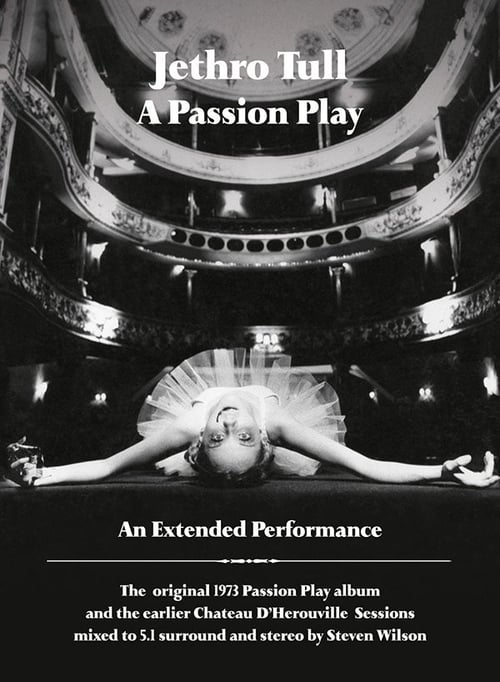 Jethro Tull
A Passion Play
An Extended Performance
The original 1973 Passion Play album
and the earlier Chateau D'Herouville Sessions
mixed to 5.1 surround and stereo by Steven Wilson